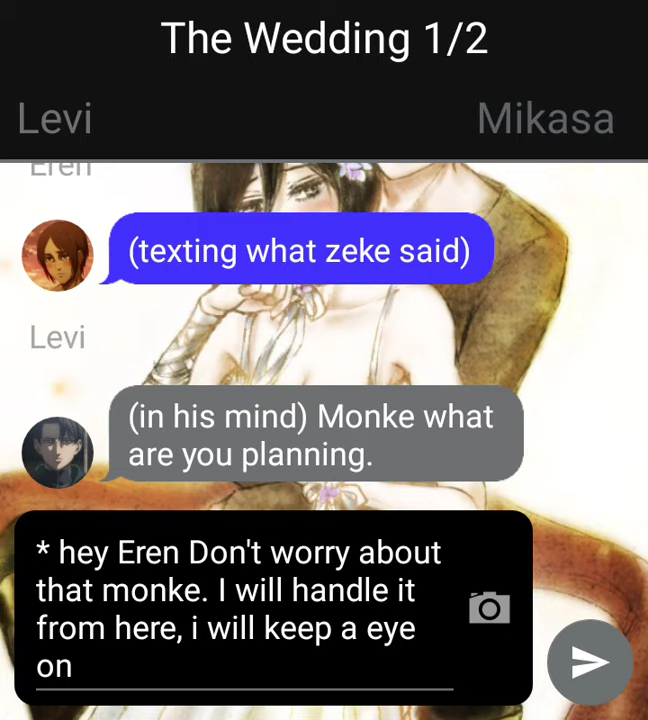 The Wedding 1/2
Levi
Mikasa
Eren
(texting what zeke said)
Levi
(in his mind) Monke what
are you planning.
* hey Eren Don't worry about
that monke. I will handle it
from here, i will keep a eye
on